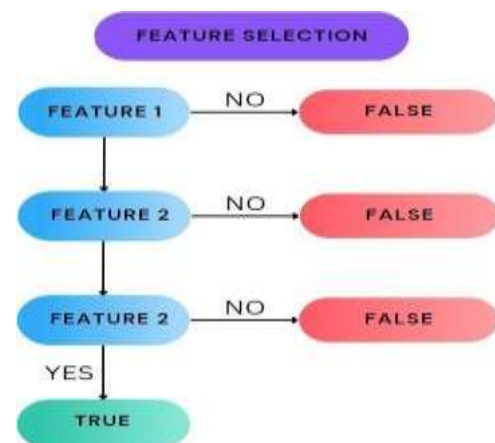 FEATURE SELECTION
FEATURE 1
NO
FALSE
FEATURE 2
NO
FALSE
FEATURE 2
NO
FALSE
YES
TRUE